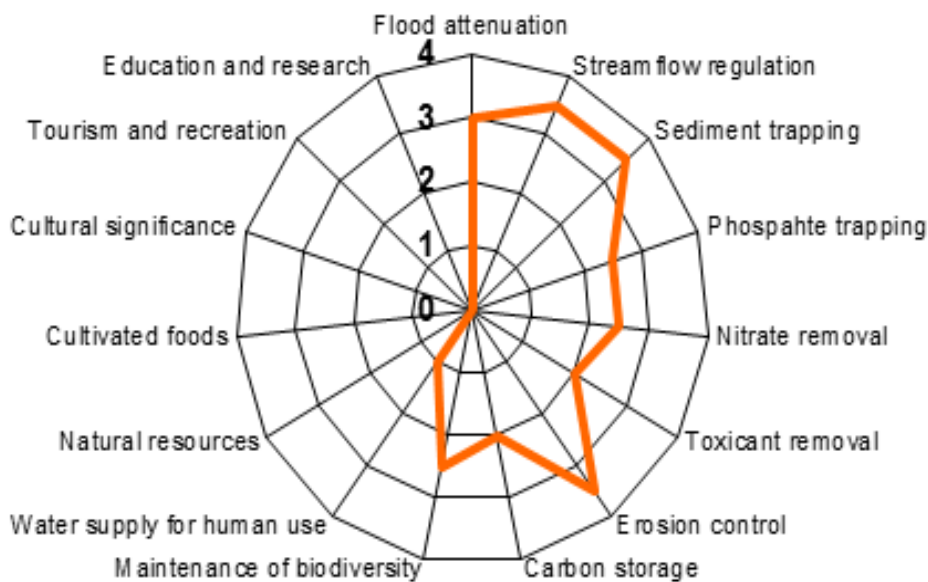 Flood attenuation
4
Education and research
Streamflow regulation
3
Tourism and recreation
Sediment trapping
2
Cultural significance
Phospahte trapping
1
0
Cultivated foods
Nitrate removal
Natural resources
Toxicant removal
Water supply for human use
Erosion control
Maintenance of biodiversity
Carbon storage